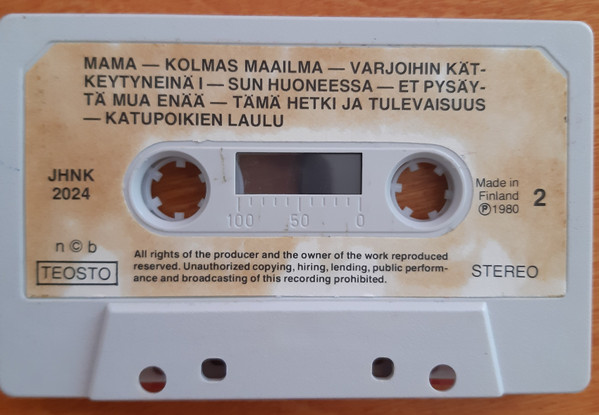 MAMA — KOLMAS MAAILMA — VARJOIHIN KÄT-
KEYTYNEINÄ I — SUN HUONEESSA — ET PYSÄY-
TÄ MUA ENÄÄ — TÄMÄ HETKI JA TULEVAISUUS
— KATUPOIKIEN LAULU
JHNK
2024
100 50 0
Made in
Finland
Ⓟ 1980
2
n © b
TEOSTO
All rights of the producer and the owner of the work reproduced
reserved. Unauthorized copying, hiring, lending, public perform-
ance and broadcasting of this recording prohibited.
STEREO